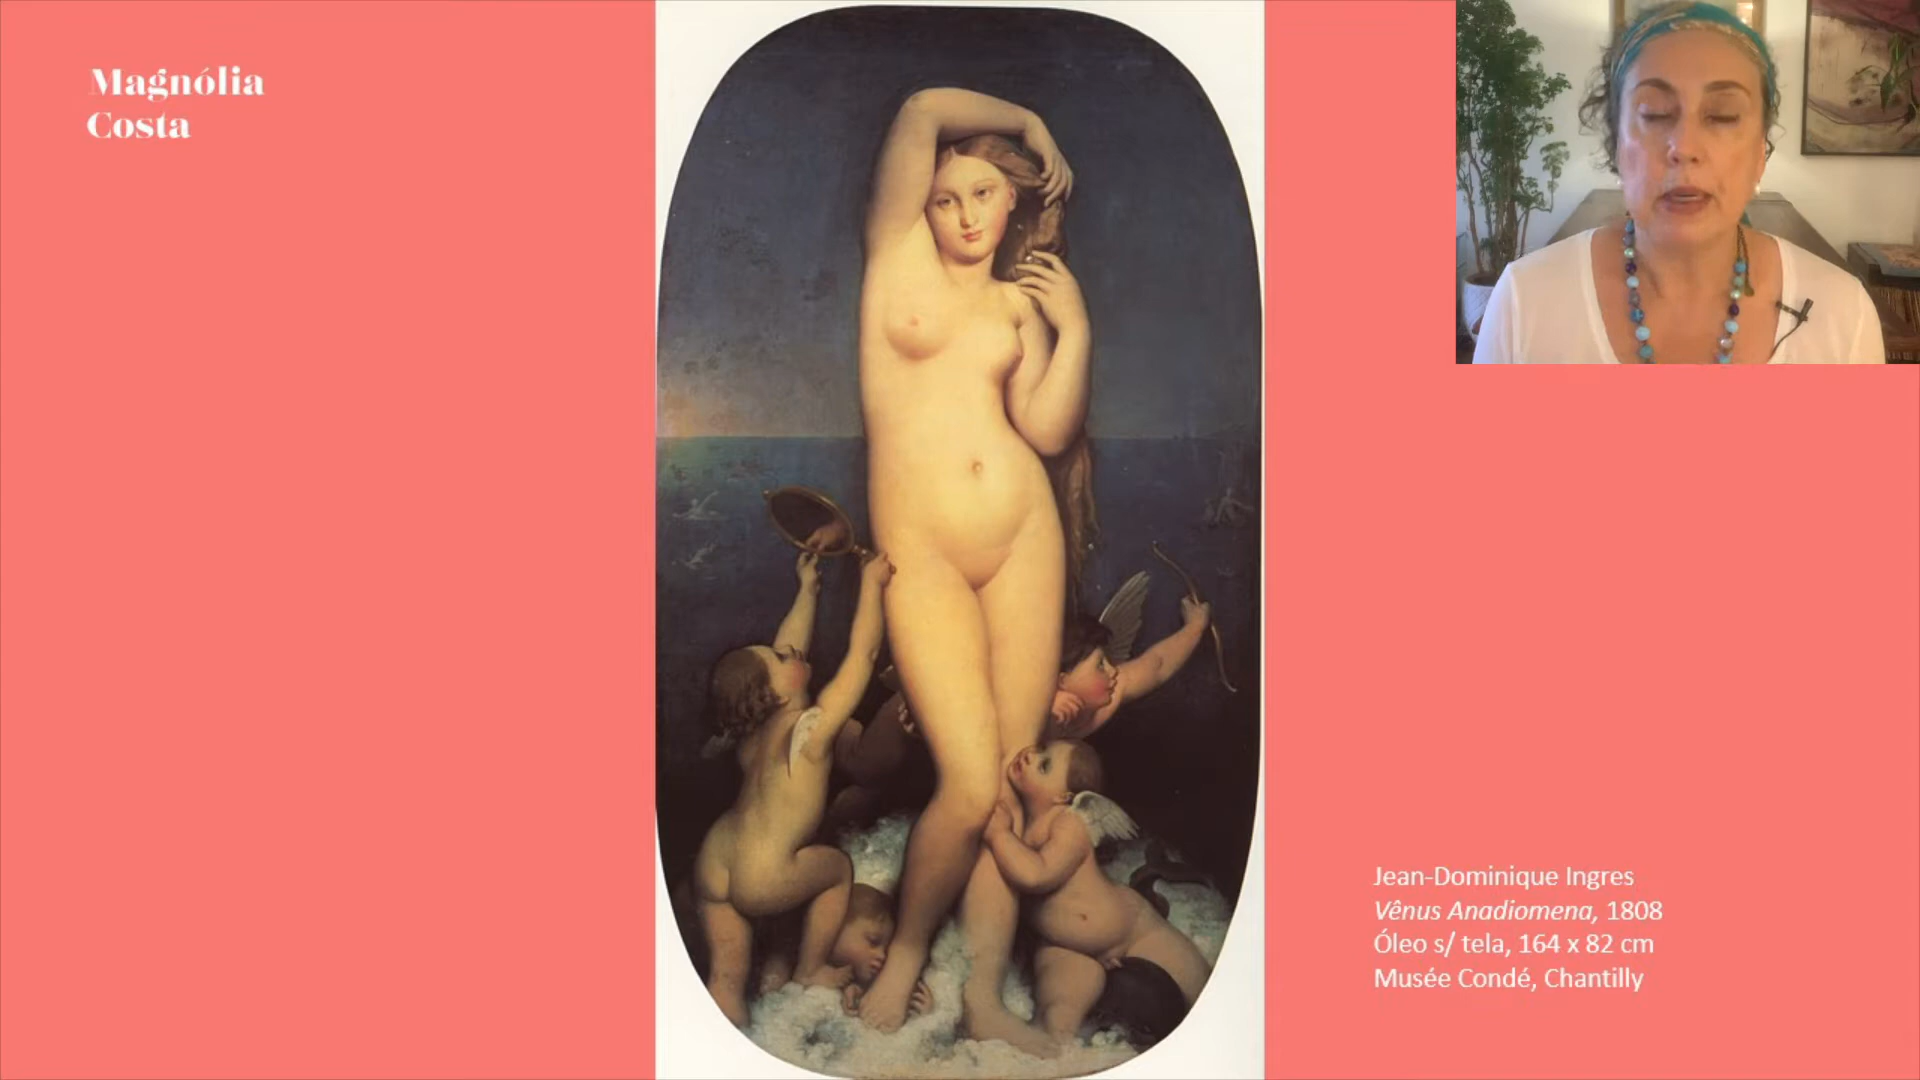 Magnólia
Costa
Jean-Dominique Ingres
Vênus Anadiomena, 1808
Óleo s/ tela, 164 x 82 cm
Musée Condé, Chantilly